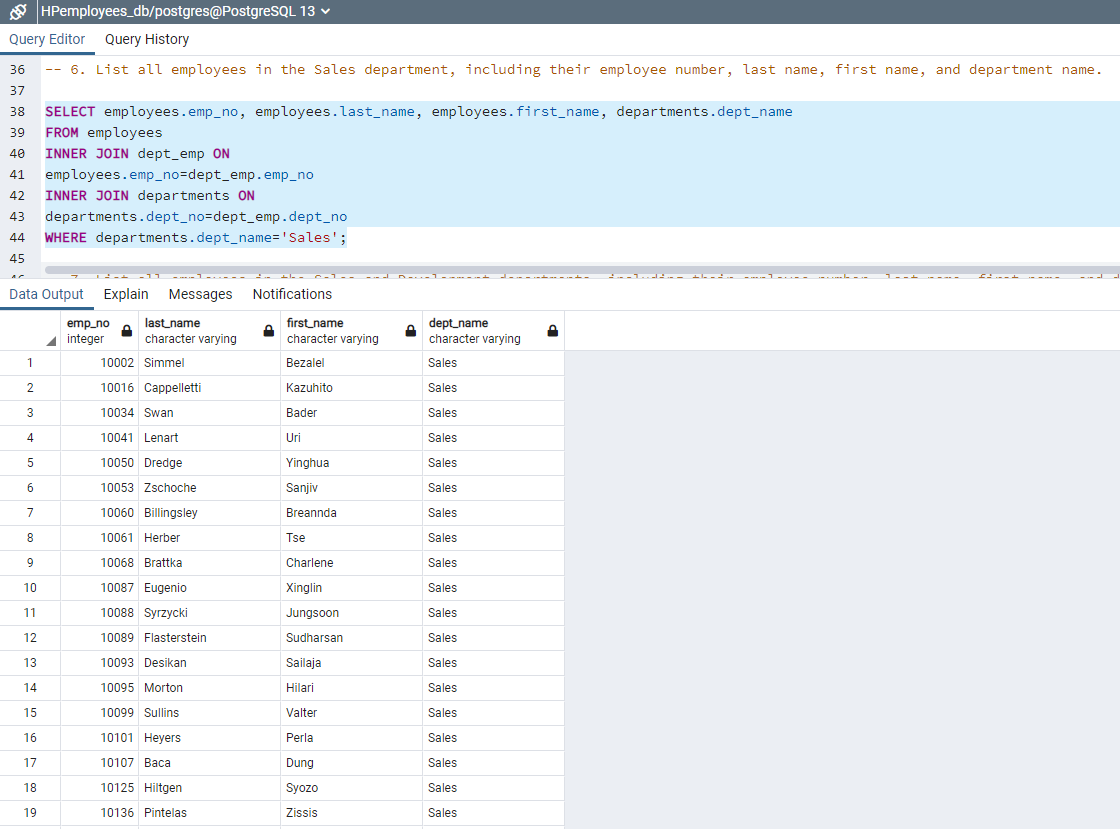 HPemployees_db/postgres@PostgreSQL 13
Query Editor Query History
36 -- 6. List all employees in the Sales department, including their employee number, last name, first name, and department name.
37
38 SELECT employees.emp_no, employees.last_name, employees.first_name, departments.dept_name
39 FROM employees
40 INNER JOIN dept_emp ON
41 employees.emp_no=dept_emp.emp_no
42 INNER JOIN departments ON
43 departments.dept_no=dept_emp.dept_no
44 WHERE departments.dept_name='Sales';
45
Data Output Explain Messages Notifications
emp_no last_name first_name dept_name
integer character varying character varying character varying
1 10002 Simmel Bezalel Sales
2 10016 Cappelletti Kazuhito Sales
3 10034 Swan Bader Sales
4 10041 Lenart Uri Sales
5 10050 Dredge Yinghua Sales
6 10053 Zschoche Sanjiv Sales
7 10060 Billingsley Breannda Sales
8 10061 Herber Tse Sales
9 10068 Brattka Charlene Sales
10 10087 Eugenio Xinglin Sales
11 10088 Syrzycki Jungsoon Sales
12 10089 Flasterstein Sudharsan Sales
13 10093 Desikan Sailaja Sales
14 10095 Morton Hilari Sales
15 10099 Sullins Valter Sales
16 10101 Heyers Perla Sales
17 10107 Baca Dung Sales
18 10125 Hiltgen Syozo Sales
19 10136 Pintelas Zissis Sales